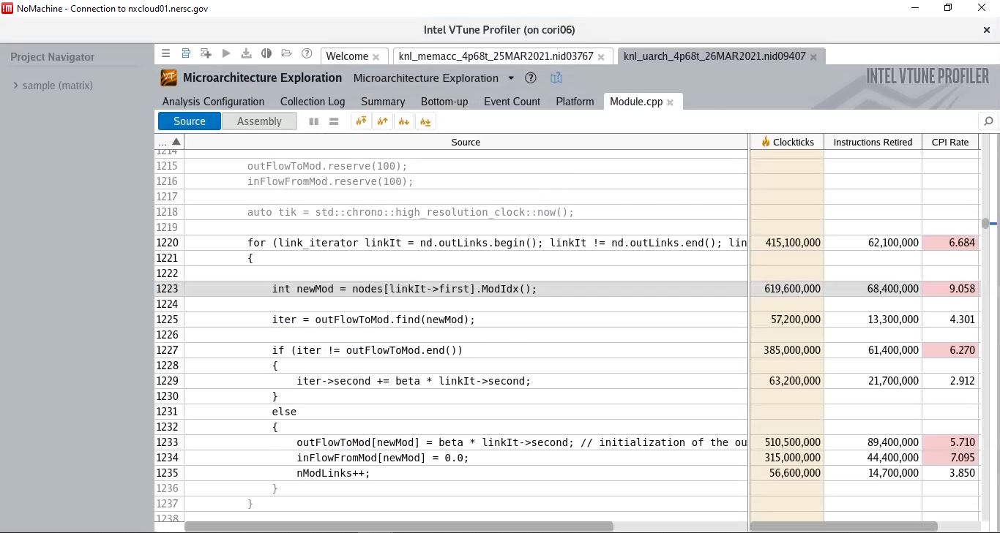 NoMachine - Connection to nxcloud01.nersc.gov
Intel VTune Profiler (on cori06)
Project Navigator
sample (matrix)
Welcome knl_memacc_4p68t_25MAR2021.nid03767 knl_uarch_4p68t_26MAR2021.nid09407
Microarchitecture Exploration Microarchitecture Exploration INTEL VTUNE PROFILER
Analysis Configuration Collection Log Summary Bottom-up Event Count Platform Module.cpp
Source Assembly
... Source Clockticks Instructions Retired CPI Rate
1214
1215 outFlowToMod.reserve(100);
1216 inFlowFromMod.reserve(100);
1217
1218 auto tik = std::chrono::high_resolution_clock::now();
1219
1220 for (link_iterator linkIt = nd.outLinks.begin(); linkIt != nd.outLinks.end(); lin 415,100,000 62,100,000 6.684
1221 {
1222
1223 int newMod = nodes[linkIt->first].ModIdx(); 619,600,000 68,400,000 9.058
1224
1225 iter = outFlowToMod.find(newMod); 57,200,000 13,300,000 4.301
1226
1227 if (iter != outFlowToMod.end()) 385,000,000 61,400,000 6.270
1228 {
1229 iter->second += beta * linkIt->second; 63,200,000 21,700,000 2.912
1230 }
1231 else
1232 {
1233 outFlowToMod[newMod] = beta * linkIt->second; // initialization of the ou 510,500,000 89,400,000 5.710
1234 inFlowFromMod[newMod] = 0.0; 315,000,000 44,400,000 7.095
1235 nModLinks++; 56,600,000 14,700,000 3.850
1236 }
1237 }
1238